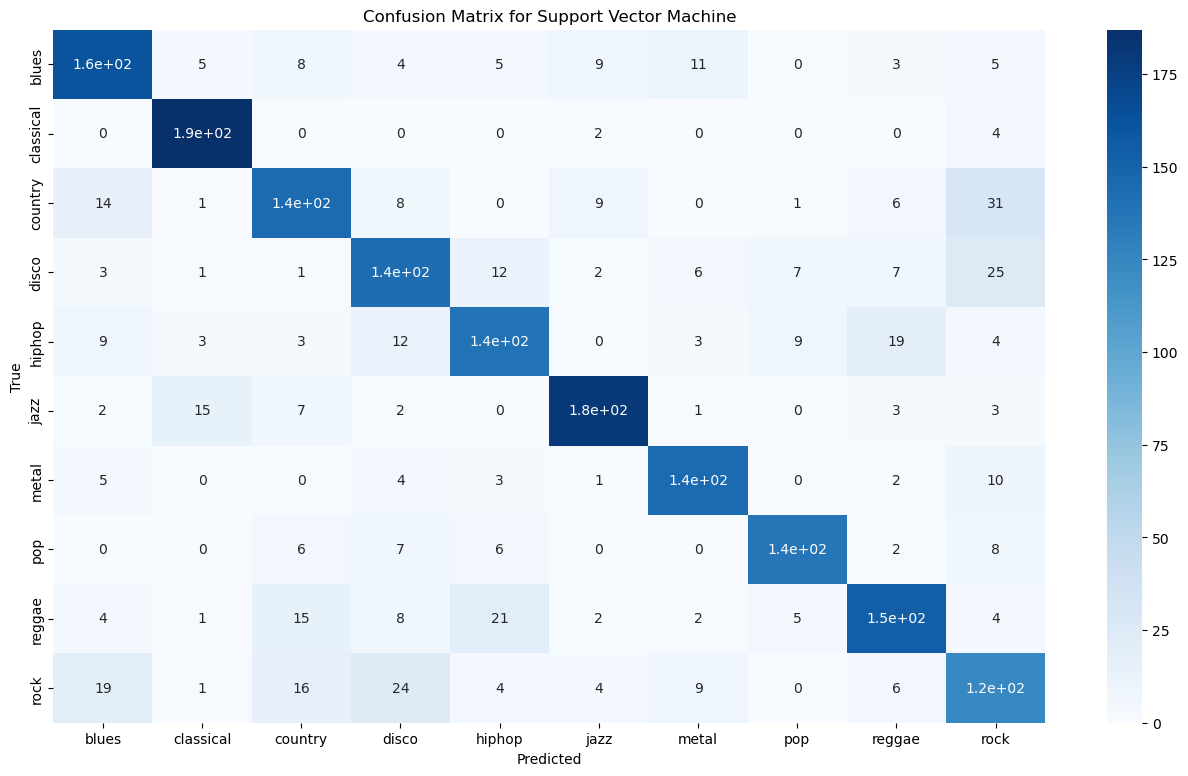 Confusion Matrix for Support Vector Machine
blues 1.6e+02 5 8 4 5 9 11 0 3 5
classical 0 1.9e+02 0 0 0 2 0 0 0 4
country 14 1 1.4e+02 8 0 9 0 1 6 31
disco 3 1 1 1.4e+02 12 2 6 7 7 25
hiphop 9 3 3 12 1.4e+02 0 3 9 19 4
jazz 2 15 7 2 0 1.8e+02 1 0 3 3
metal 5 0 0 4 3 1 1.4e+02 0 2 10
pop 0 0 6 7 6 0 0 1.4e+02 2 8
reggae 4 1 15 8 21 2 2 5 1.5e+02 4
rock 19 1 16 24 4 4 9 0 6 1.2e+02
True
blues classical country disco hiphop jazz metal pop reggae rock
Predicted
175
150
125
100
75
50
25
0